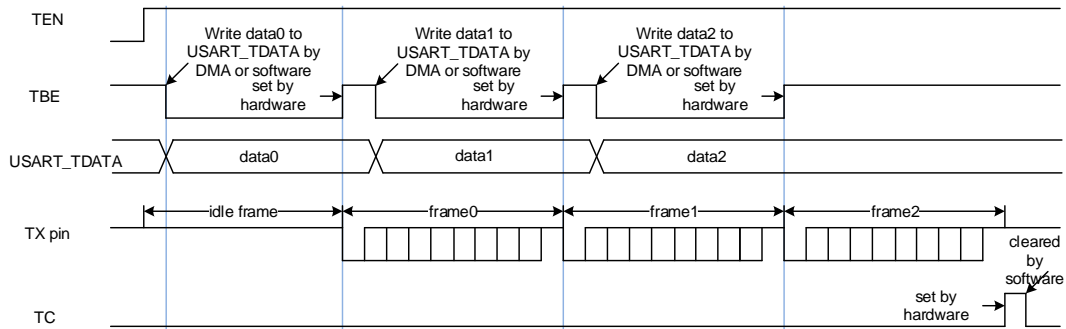 TEN
Write data0 to
USART_TDATA by
DMA or software
Write data1 to
USART_TDATA by
DMA or software
Write data2 to
USART_TDATA by
DMA or software
TBE
set by
hardware
set by
hardware
set by
hardware
USART_TDATA
data0
data1
data2
idle frame
frame0
frame1
frame2
TX pin
cleared
by
software
set by
hardware
TC